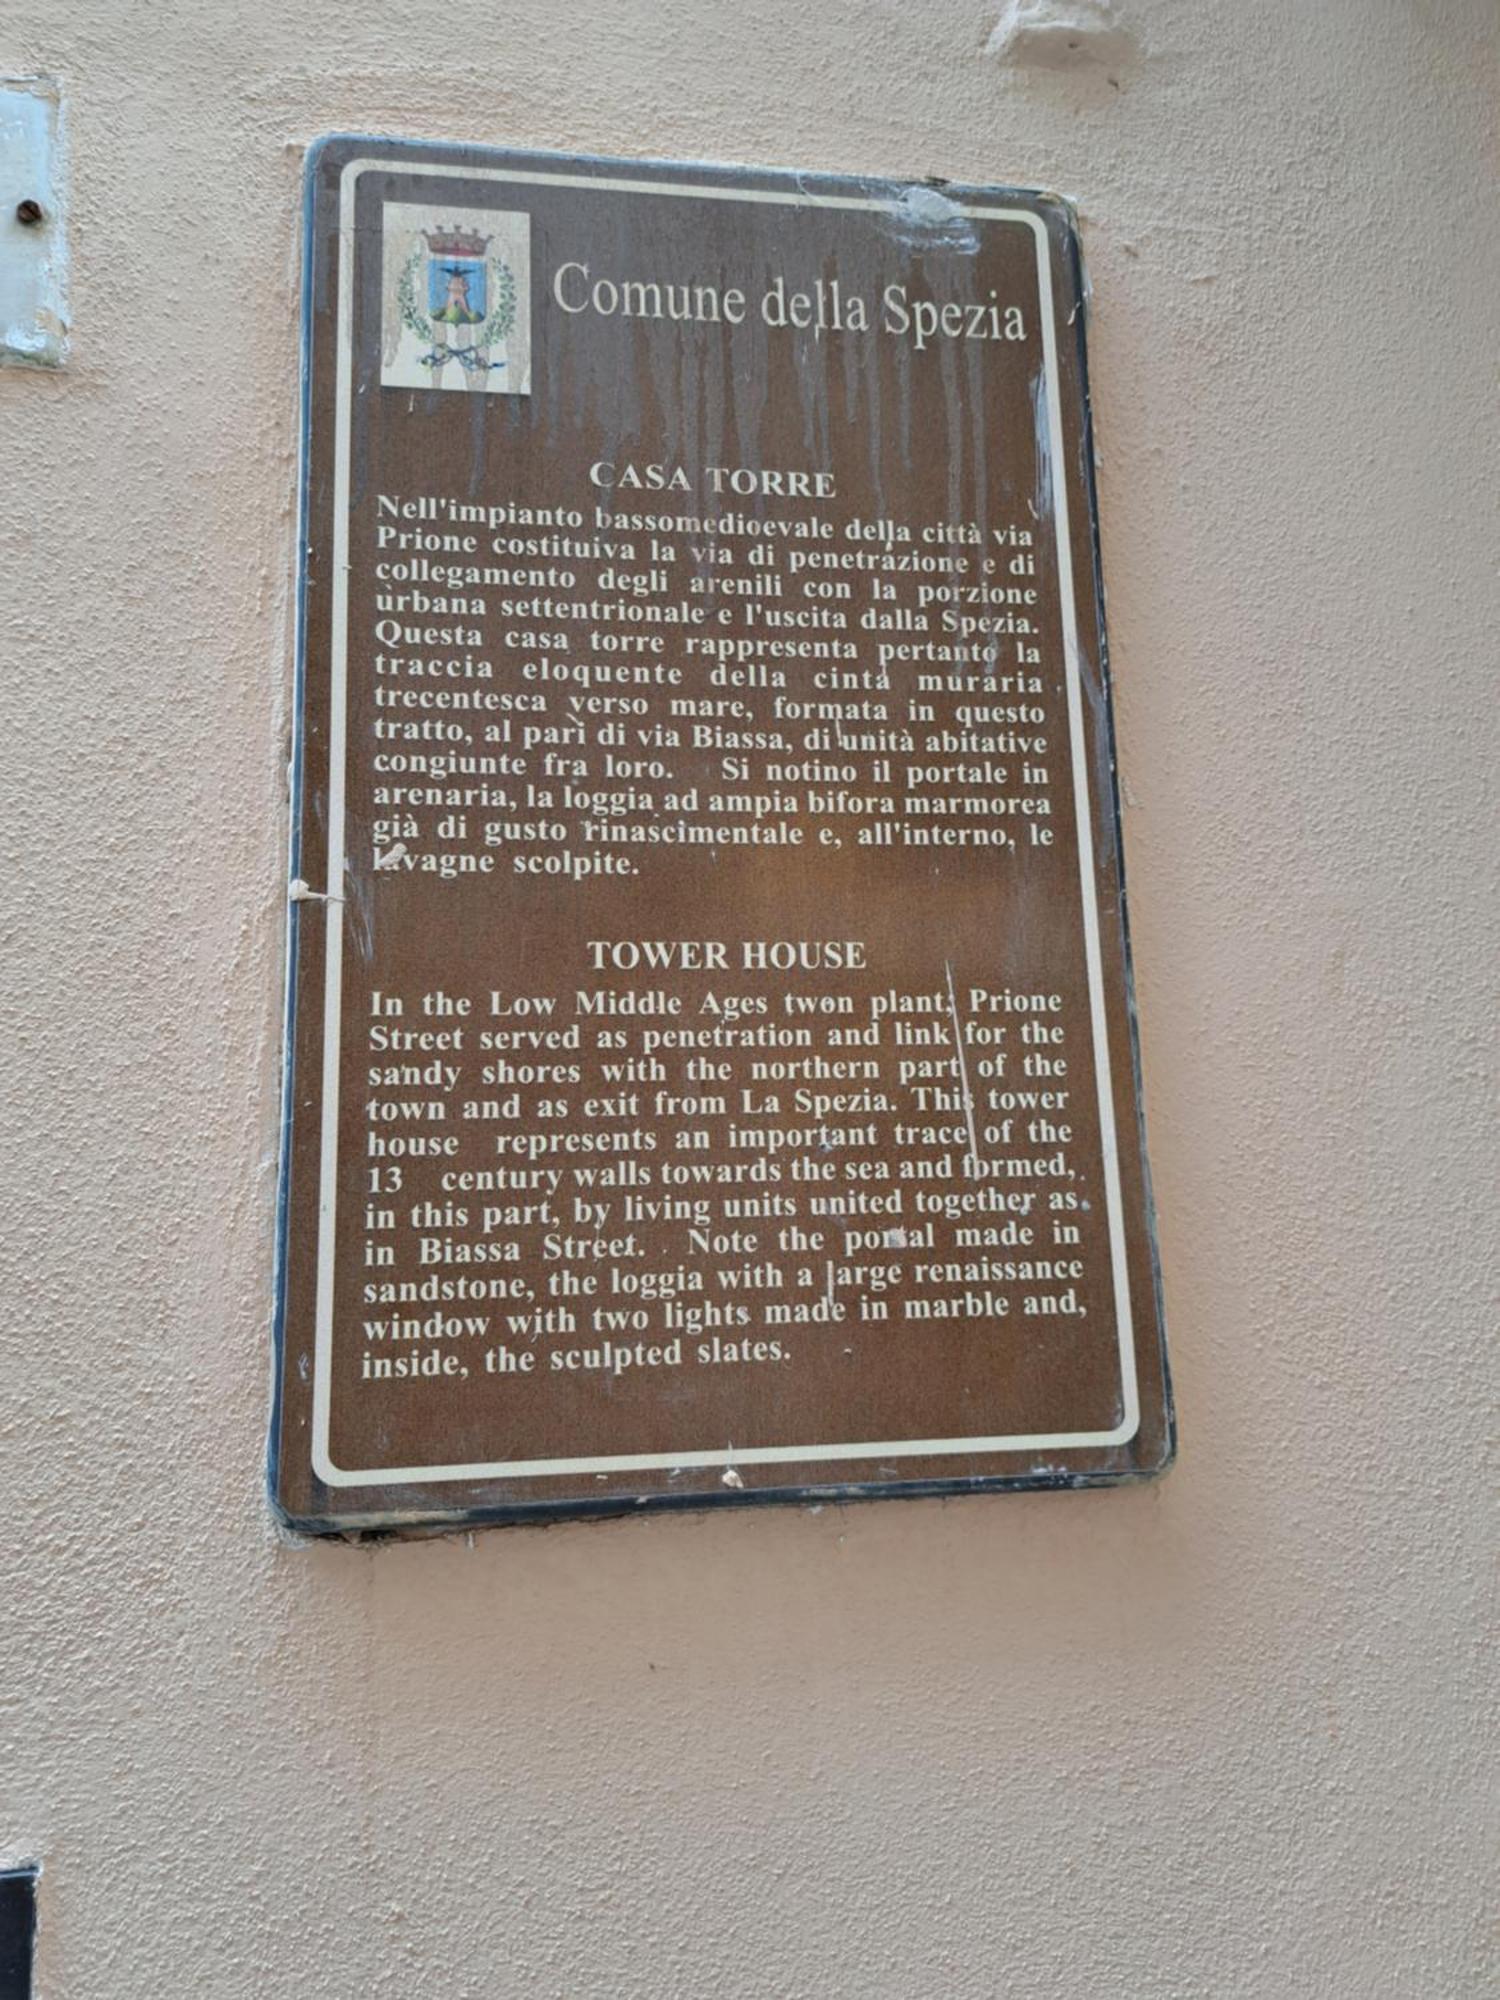 Comune della Spezia
CASA TORRE
Nell'impianto bassomedioevale della città via
Prione costituiva la via di penetrazione e di
collegamento degli arenili con la porzione
urbana settentrionale e l'uscita dalla Spezia.
Questa casa torre rappresenta pertanto la
traccia eloquente della cinta muraria
trecentesca verso mare, formata in questo
tratto, al pari di via Biassa, di unità abitative
congiunte fra loro. Si notino il portale in
arenaria, la loggia ad ampia bifora marmorea
già di gusto rinascimentale e, all'interno, le
lavagne scolpite.
TOWER HOUSE
In the Low Middle Ages twon plant, Prione
Street served as penetration and link for the
sandy shores with the northern part of the
town and as exit from La Spezia. This tower
house represents an important trace of the
13 century walls towards the sea and formed,
in this part, by living units united together as
in Biassa Street. Note the portal made in
sandstone, the loggia with a large renaissance
window with two lights made in marble and,
inside, the sculpted slates.